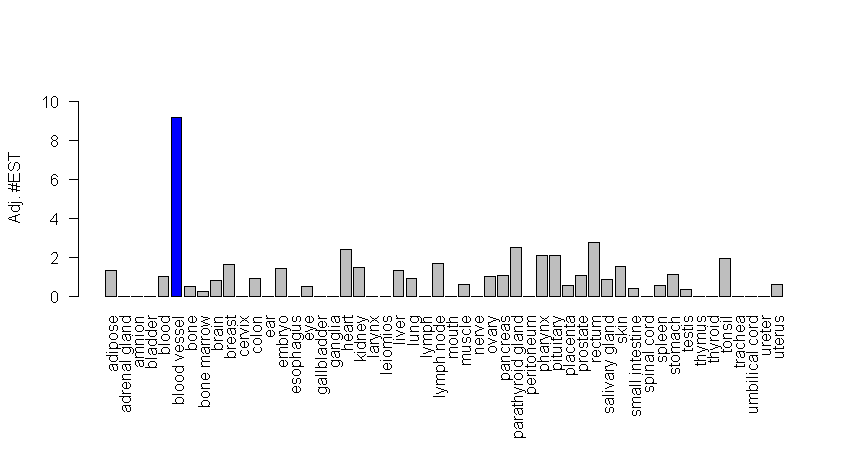 Adj. #EST
10
8
6
4
2
0
adipose
adrenal gland
amnion
bladder
blood
blood vessel
bone
bone marrow
brain
breast
cervix
colon
ear
embryo
esophagus
eye
gallbladder
ganglia
heart
kidney
larynx
leiomios
liver
lung
lymph
lymph node
mouth
muscle
nerve
ovary
pancreas
parathyroid gland
peritoneum
pharynx
pituitary
placenta
prostate
rectum
salivary gland
skin
small intestine
spinal cord
spleen
stomach
testis
thymus
thyroid
tonsil
trachea
umbilical cord
ureter
uterus